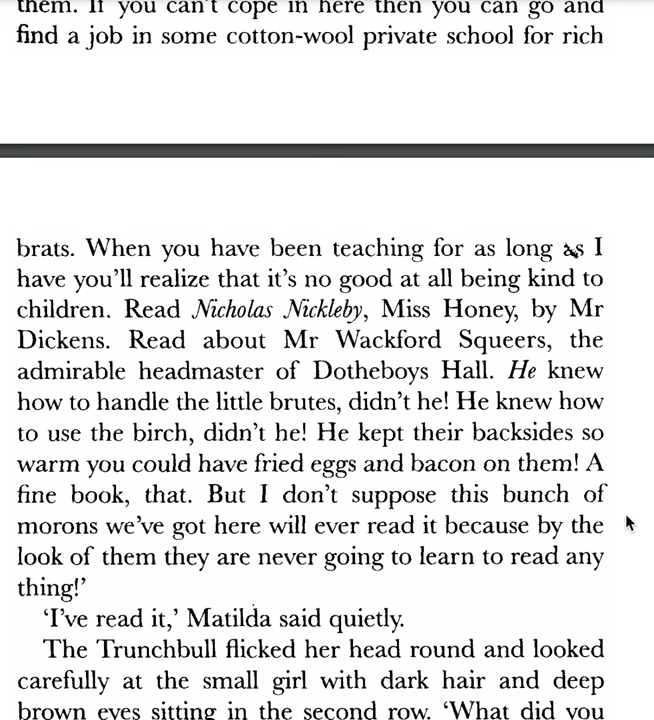 them. If you can't cope in here then you can go and
find a job in some cotton-wool private school for rich
brats. When you have been teaching for as long as I
have you'll realize that it's no good at all being kind to
children. Read Nicholas Nickleby, Miss Honey, by Mr
Dickens. Read about Mr Wackford Squeers, the
admirable headmaster of Dotheboys Hall. He knew
how to handle the little brutes, didn't he! He knew how
to use the birch, didn't he! He kept their backsides so
warm you could have fried eggs and bacon on them! A
fine book, that. But I don't suppose this bunch of
morons we've got here will ever read it because by the
look of them they are never going to learn to read any
thing!'
'I've read it,' Matilda said quietly.
The Trunchbull flicked her head round and looked
carefully at the small girl with dark hair and deep
brown eyes sitting in the second row. 'What did you